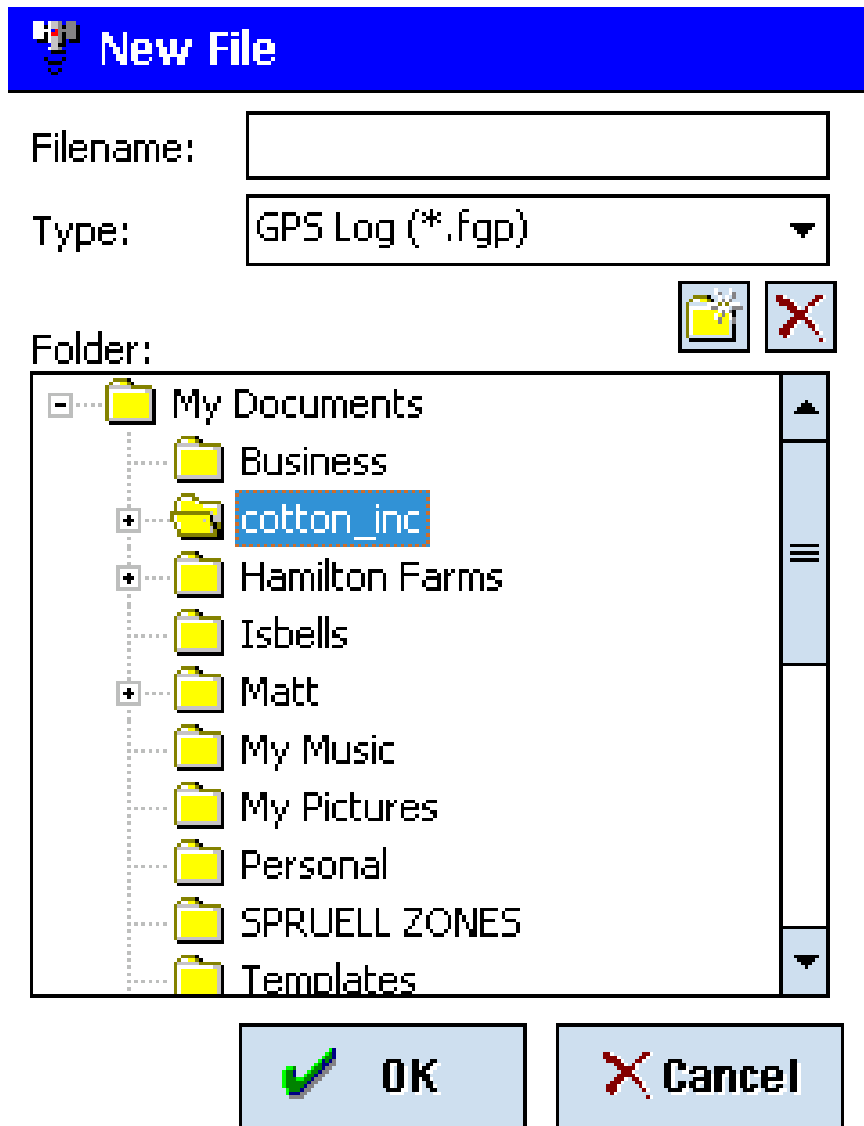 New File
Filename:
Type: GPS Log (*.fgp)
Folder:
My Documents
Business
cotton_inc
Hamilton Farms
Isbells
Matt
My Music
My Pictures
Personal
SPRUELL ZONES
Templates
OK Cancel